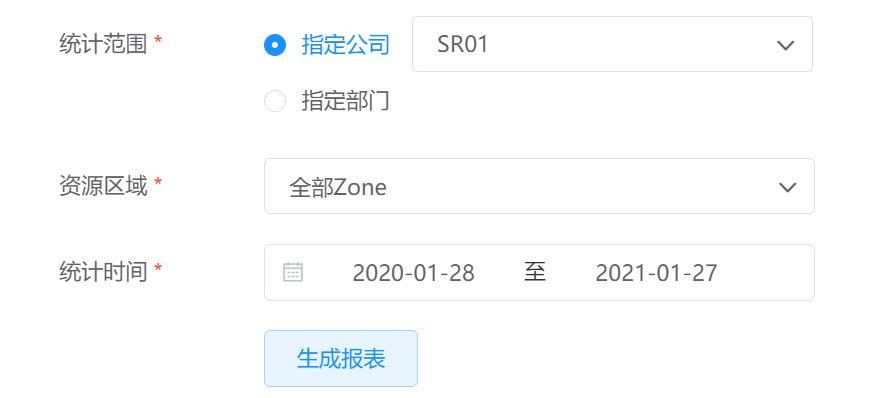 统计范围 * 指定公司 SR01
指定部门
资源区域 * 全部Zone
统计时间 * 2020-01-28 至 2021-01-27
生成报表